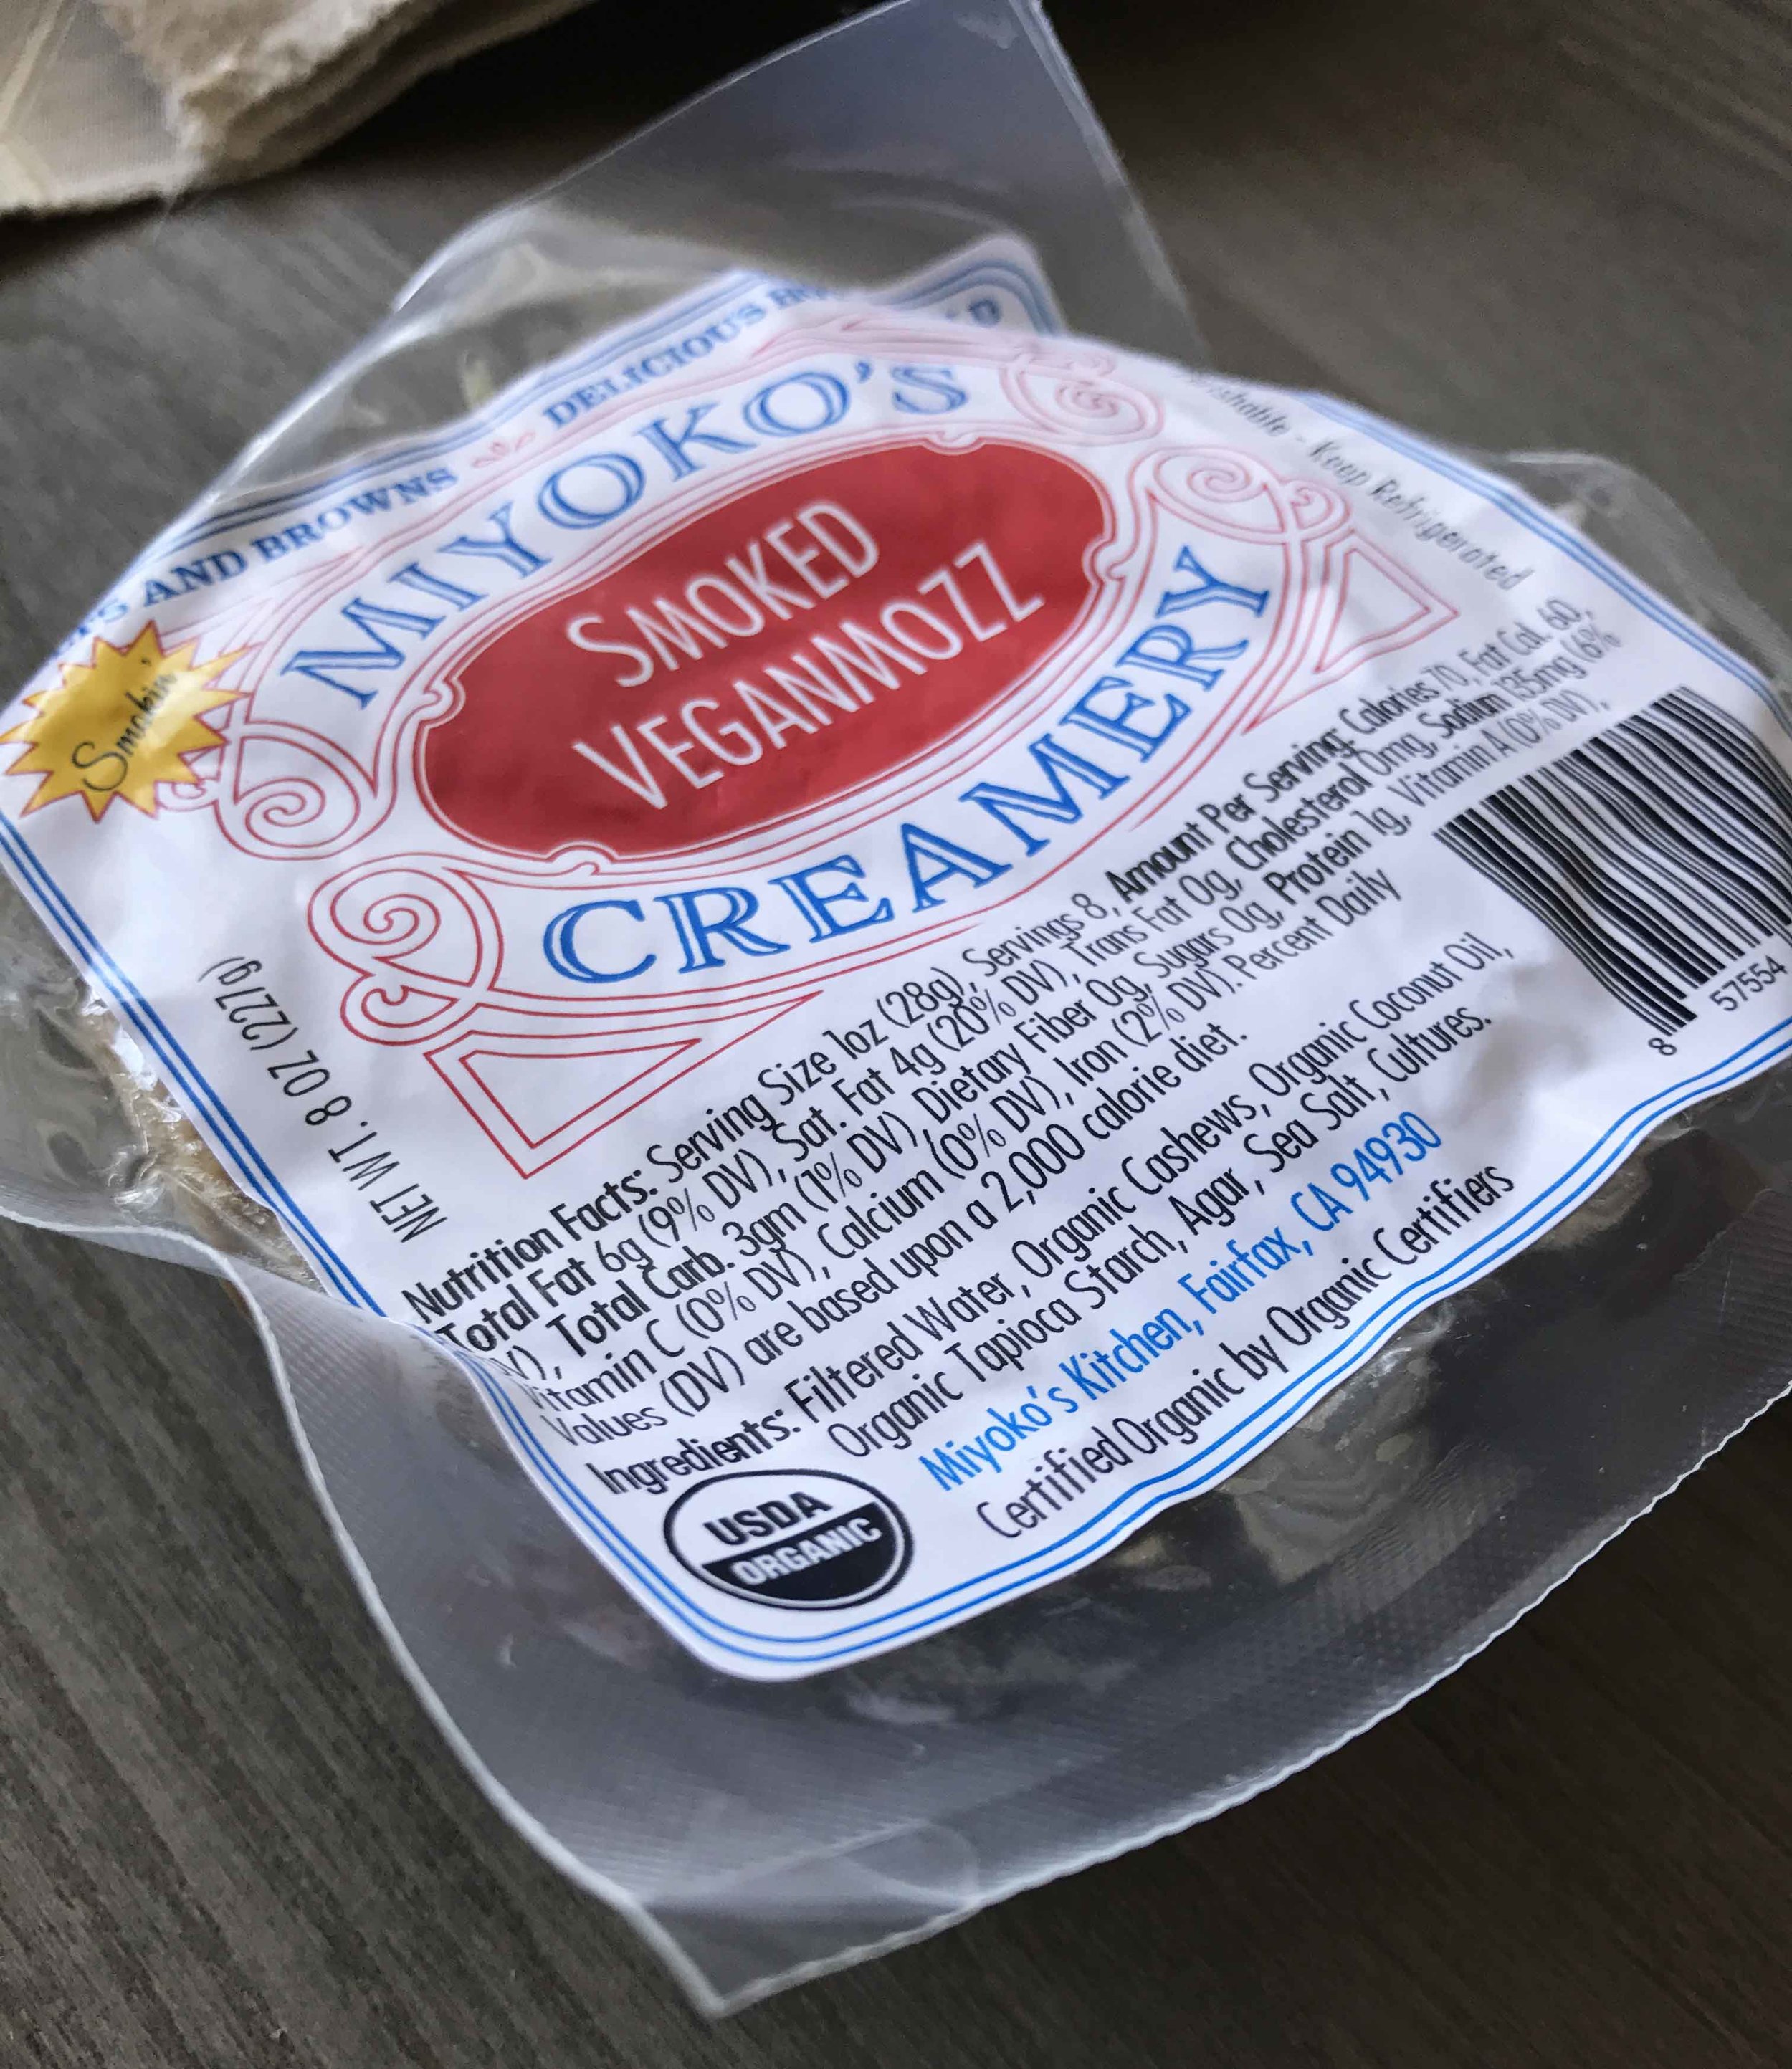 AND BROWNS DELICIOUS
MIYOKO'S
SMOKED
VEGANMOZZ
CREAMERY
Smokin'
Keep Refrigerated
NET WT. 8 OZ (227g)
Nutrition Facts: Serving Size 1oz (28g), Servings 8, Amount Per Serving: Calories 70, Fat Cal. 60,
Total Fat 6g (9% DV), Sat. Fat 4g (20% DV), Trans Fat 0g, Cholesterol 0mg, Sodium 135mg (6%
DV), Total Carb. 3gm (1% DV), Dietary Fiber 0g, Sugars 0g, Protein 1g, Vitamin A (0% DV),
Vitamin C (0% DV), Calcium (0% DV), Iron (2% DV). Percent Daily
Values (DV) are based upon a 2,000 calorie diet.
Ingredients: Filtered Water, Organic Cashews, Organic Coconut Oil,
Organic Tapioca Starch, Agar, Sea Salt, Cultures.
Miyoko's Kitchen, Fairfax, CA 94930
Certified Organic by Organic Certifiers
USDA
ORGANIC
8 57554